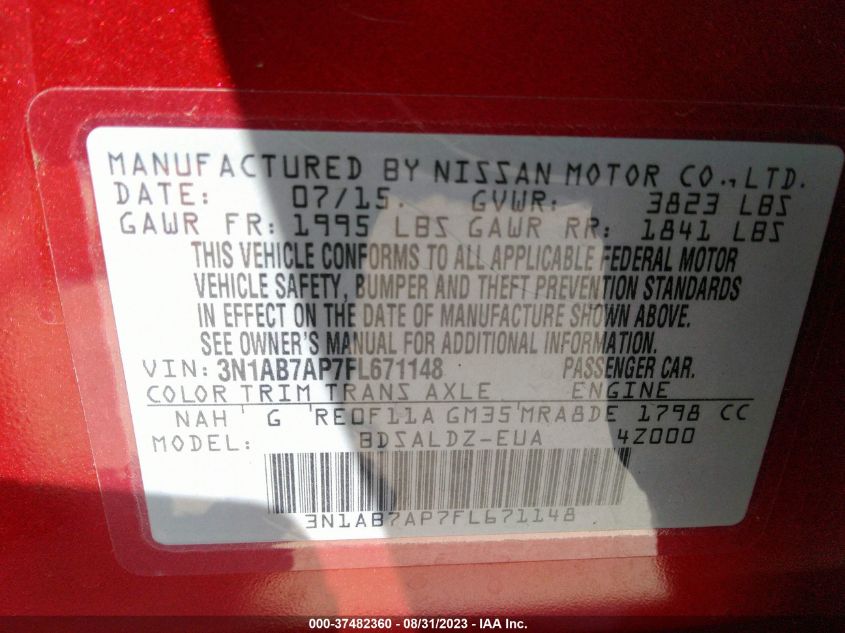 MANUFACTURED BY NISSAN MOTOR CO., LTD.
DATE: 07/15. GVWR: 3823 LBS
GAWR FR: 1995 LBS GAWR RR: 1841 LBS
THIS VEHICLE CONFORMS TO ALL APPLICABLE FEDERAL MOTOR
VEHICLE SAFETY, BUMPER AND THEFT PREVENTION STANDARDS
IN EFFECT ON THE DATE OF MANUFACTURE SHOWN ABOVE.
SEE OWNER'S MANUAL FOR ADDITIONAL INFORMATION.
VIN: 3N1AB7AP7FL671148 PASSENGER CAR.
COLOR TRIM TRANS AXLE ENGINE
NAH G RE0F11A GM35 MRA8DE 1798 CC
MODEL: BDSALDZ-EUA 4Z000
3N1AB7AP7FL671148
000-37482360 - 08/31/2023 - IAA Inc.